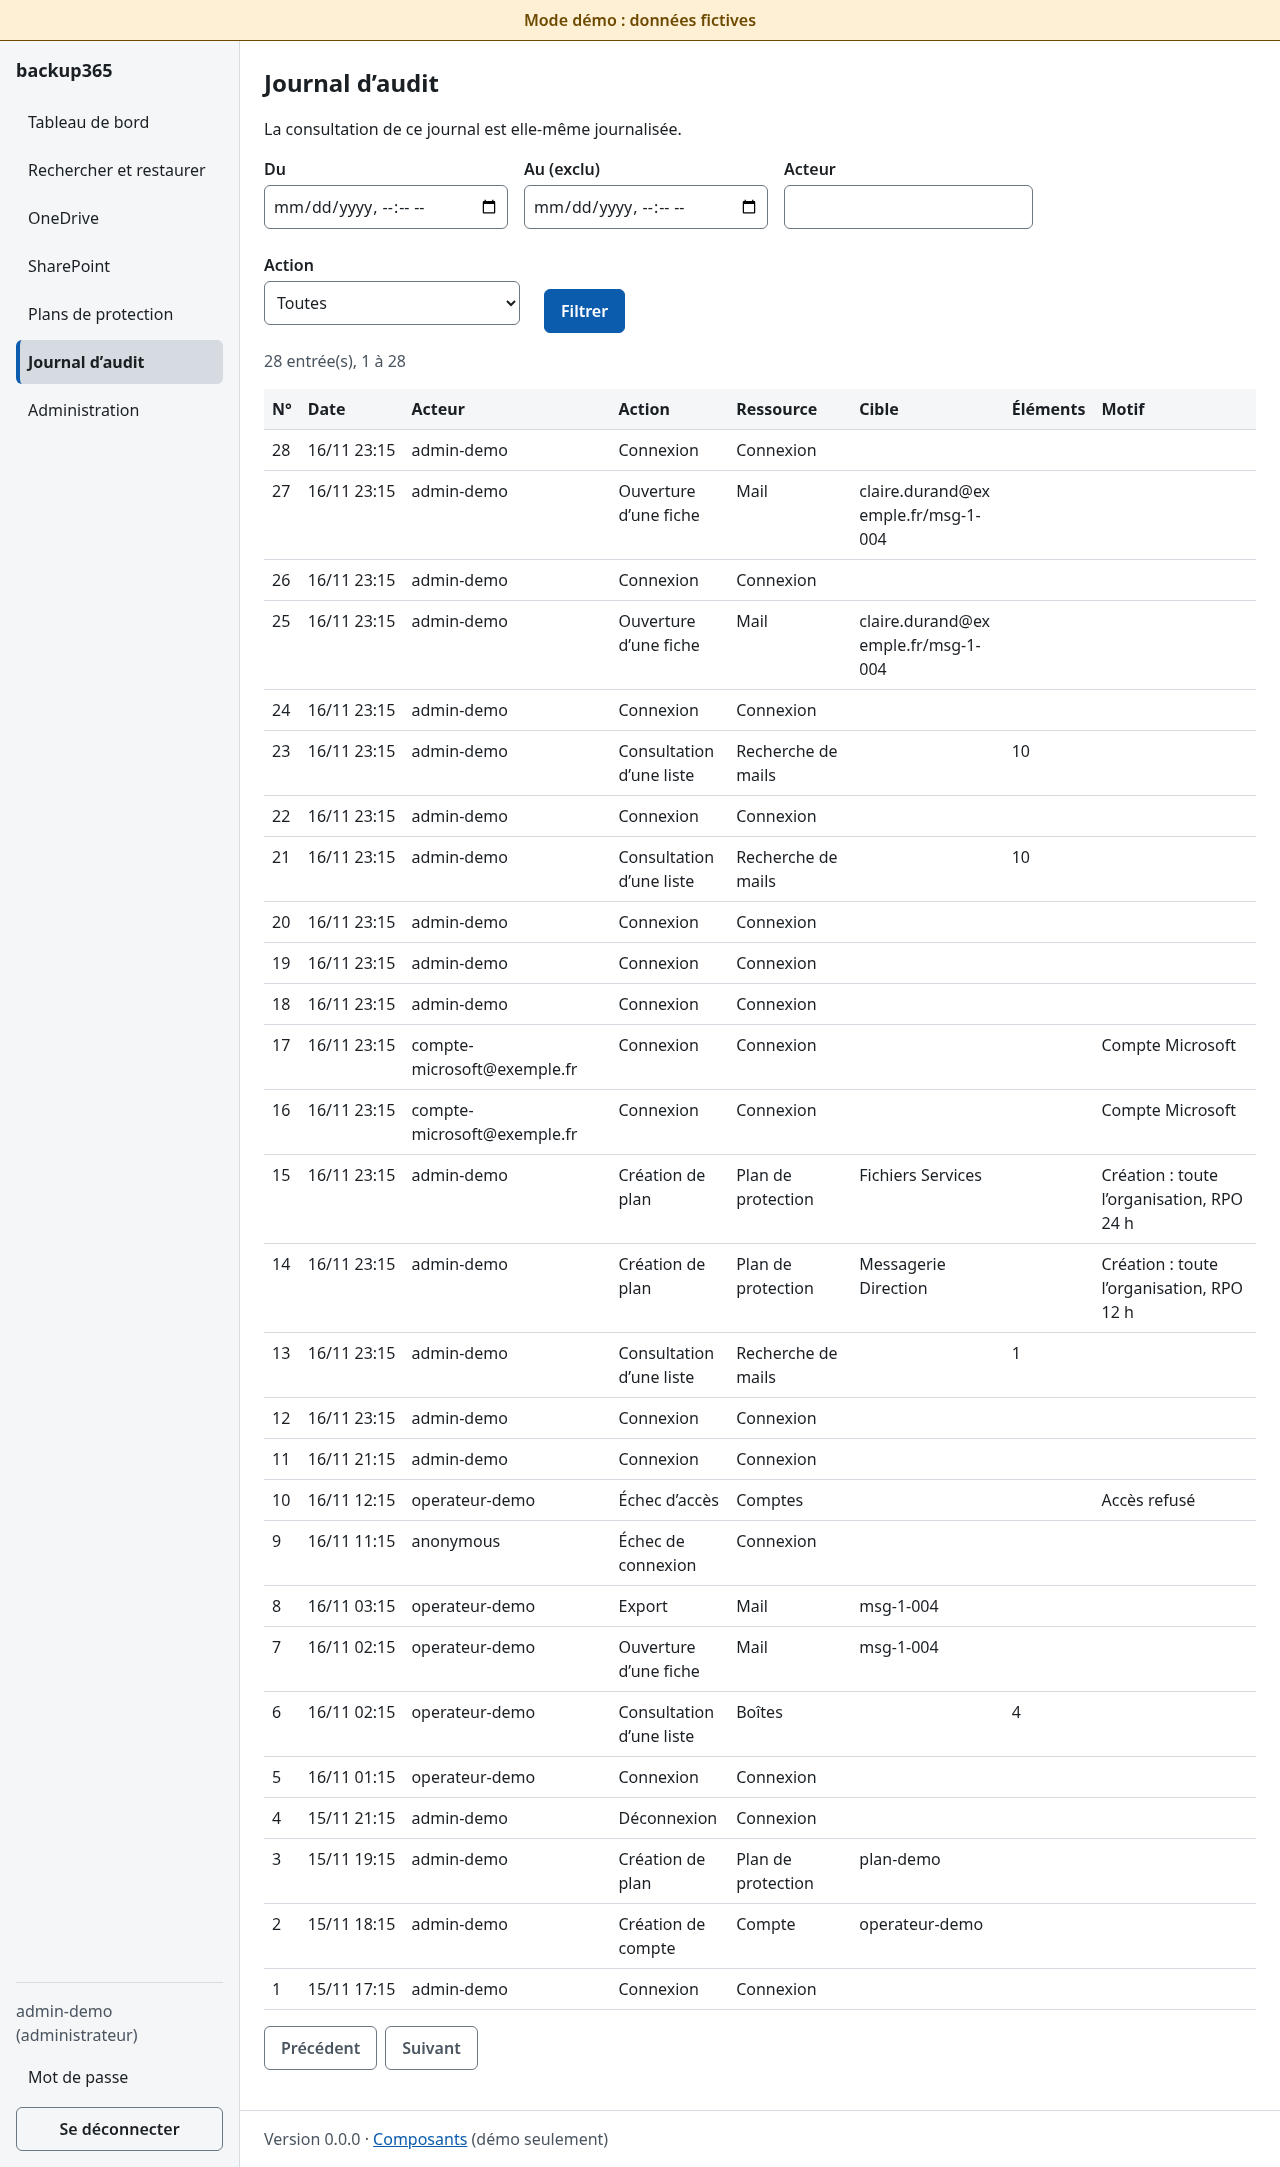 Mode démo : données fictives
backup365
Tableau de bord
Rechercher et restaurer
OneDrive
SharePoint
Plans de protection
Journal d’audit
Administration
admin-demo
(administrateur)
Mot de passe
Se déconnecter
Journal d’audit
La consultation de ce journal est elle-même journalisée.
Du Au (exclu) Acteur
mm/dd/yyyy, --:-- -- mm/dd/yyyy, --:-- --
Action
Toutes Filtrer
28 entrée(s), 1 à 28
N° Date Acteur Action Ressource Cible Éléments Motif
28 16/11 23:15 admin-demo Connexion Connexion
27 16/11 23:15 admin-demo Ouverture Mail claire.durand@ex
d’une fiche emple.fr/msg-1-
004
26 16/11 23:15 admin-demo Connexion Connexion
25 16/11 23:15 admin-demo Ouverture Mail claire.durand@ex
d’une fiche emple.fr/msg-1-
004
24 16/11 23:15 admin-demo Connexion Connexion
23 16/11 23:15 admin-demo Consultation Recherche de 10
d’une liste mails
22 16/11 23:15 admin-demo Connexion Connexion
21 16/11 23:15 admin-demo Consultation Recherche de 10
d’une liste mails
20 16/11 23:15 admin-demo Connexion Connexion
19 16/11 23:15 admin-demo Connexion Connexion
18 16/11 23:15 admin-demo Connexion Connexion
17 16/11 23:15 compte- Connexion Connexion Compte Microsoft
microsoft@exemple.fr
16 16/11 23:15 compte- Connexion Connexion Compte Microsoft
microsoft@exemple.fr
15 16/11 23:15 admin-demo Création de Plan de Fichiers Services Création : toute
plan protection l’organisation, RPO
24 h
14 16/11 23:15 admin-demo Création de Plan de Messagerie Création : toute
plan protection Direction l’organisation, RPO
12 h
13 16/11 23:15 admin-demo Consultation Recherche de 1
d’une liste mails
12 16/11 23:15 admin-demo Connexion Connexion
11 16/11 21:15 admin-demo Connexion Connexion
10 16/11 12:15 operateur-demo Échec d’accès Comptes Accès refusé
9 16/11 11:15 anonymous Échec de Connexion
connexion
8 16/11 03:15 operateur-demo Export Mail msg-1-004
7 16/11 02:15 operateur-demo Ouverture Mail msg-1-004
d’une fiche
6 16/11 02:15 operateur-demo Consultation Boîtes 4
d’une liste
5 16/11 01:15 operateur-demo Connexion Connexion
4 15/11 21:15 admin-demo Déconnexion Connexion
3 15/11 19:15 admin-demo Création de Plan de plan-demo
plan protection
2 15/11 18:15 admin-demo Création de Compte operateur-demo
compte
1 15/11 17:15 admin-demo Connexion Connexion
Précédent Suivant
Version 0.0.0 · Composants (démo seulement)